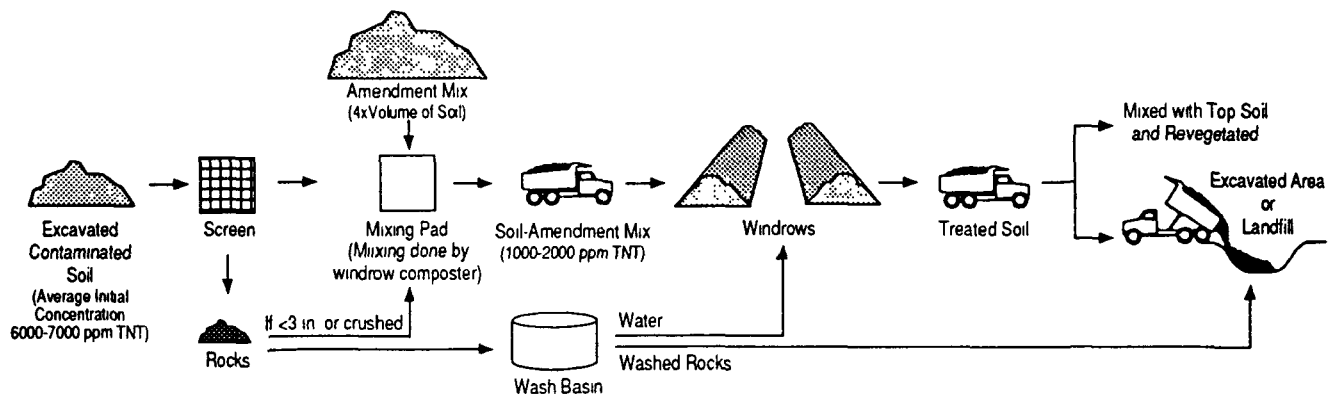 Amendment Mix
(4xVolume of Soil)
Excavated
Contaminated
Soil
(Average Initial
Concentration
6000-7000 ppm TNT)
Screen
Mixing Pad
(Miixing done by
windrow composter)
Soil-Amendment Mix
(1000-2000 ppm TNT)
Windrows
Treated Soil
Mixed with Top Soil
and Revegetated
Excavated Area
or
Landfill
Rocks
If <3 in or crushed
Wash Basin
Water
Washed Rocks